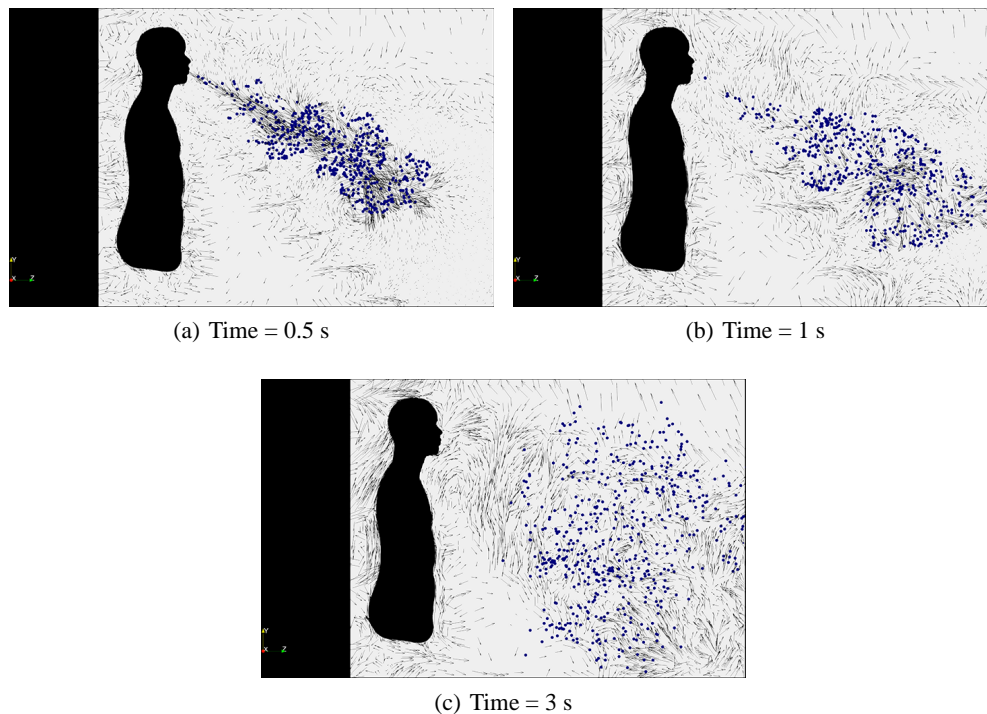 Y
X Z
(a) Time = 0.5 s
Y
X Z
(b) Time = 1 s
Y
X Z
(c) Time = 3 s